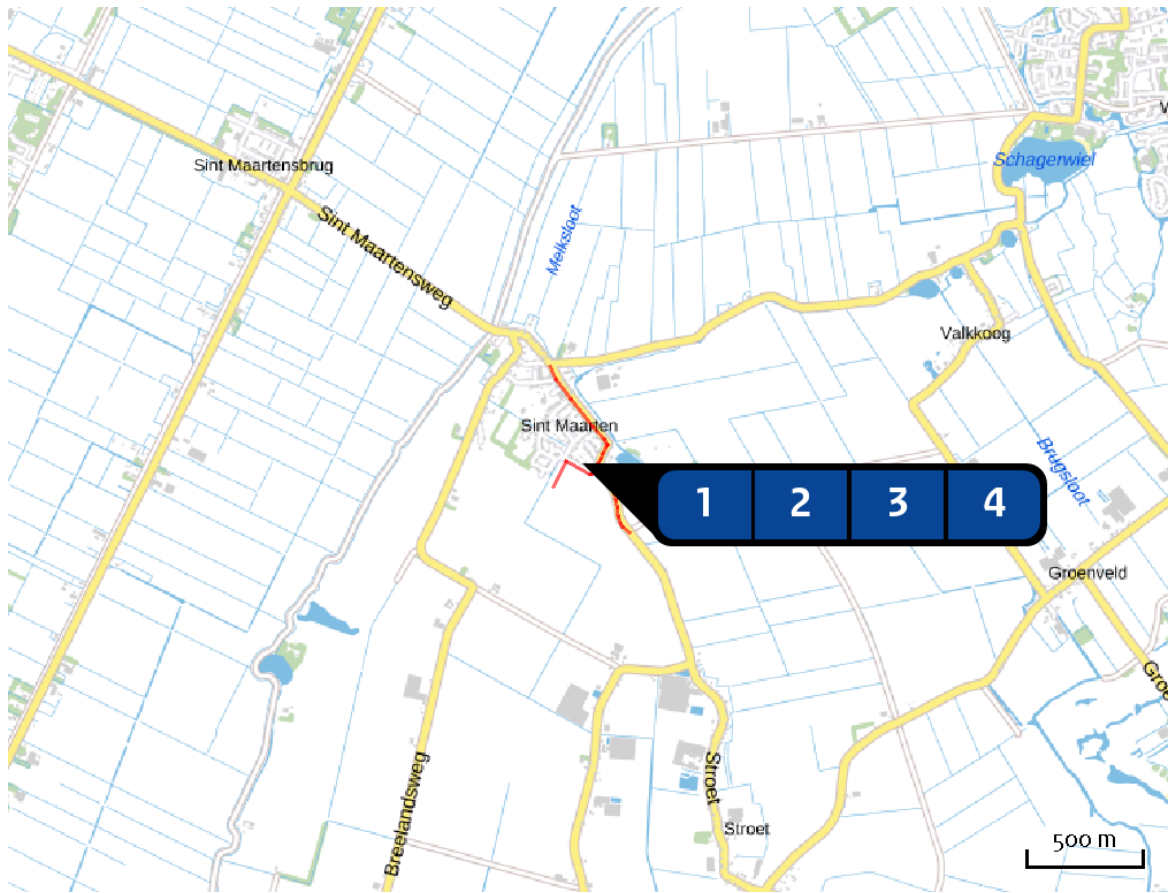 W
Schagerwiel
Sint Maartensbrug
Sint Maartensweg
Melksloot
Valkkoog
Sint Maarten
Brugsloot
1 2 3 4
Groenveld
Groe
Breelandsweg
Stroet
Stroet
500 m